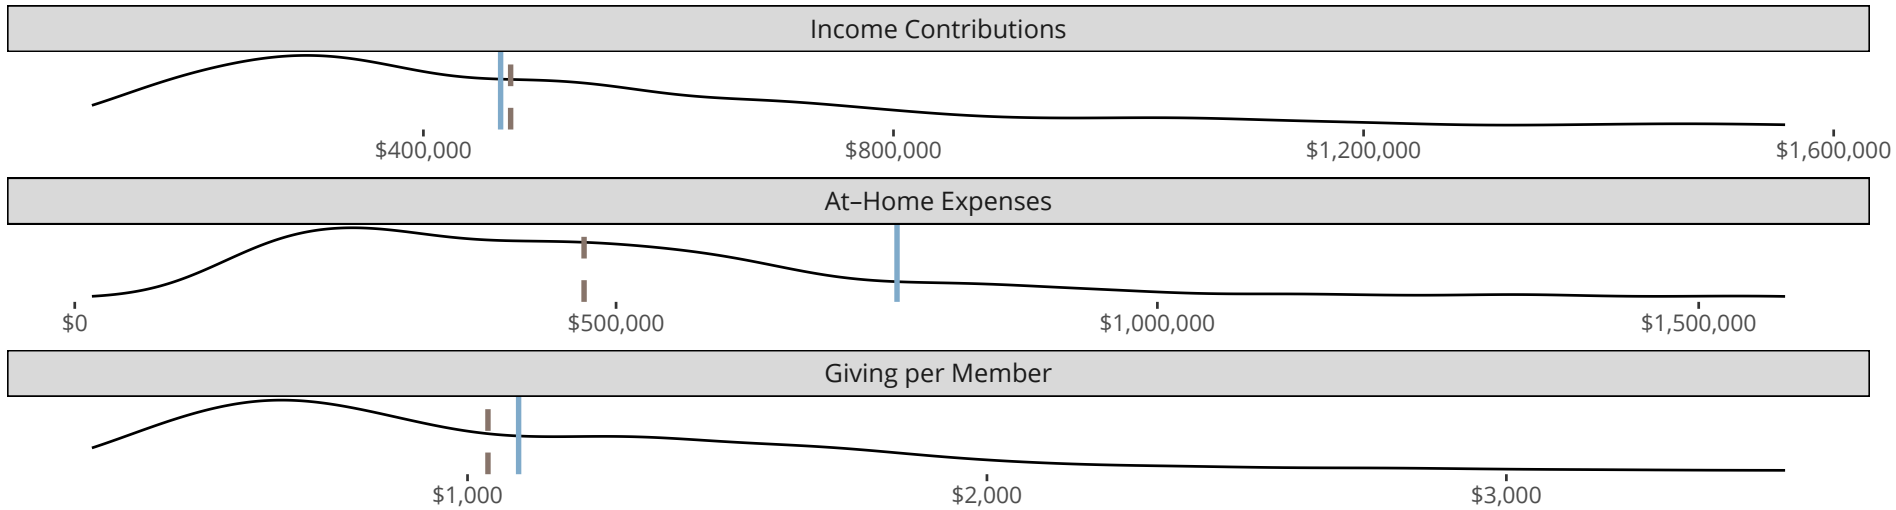 Income Contributions
$400,000 $800,000 $1,200,000 $1,600,000
At–Home Expenses
$0 $500,000 $1,000,000 $1,500,000
Giving per Member
$1,000 $2,000 $3,000